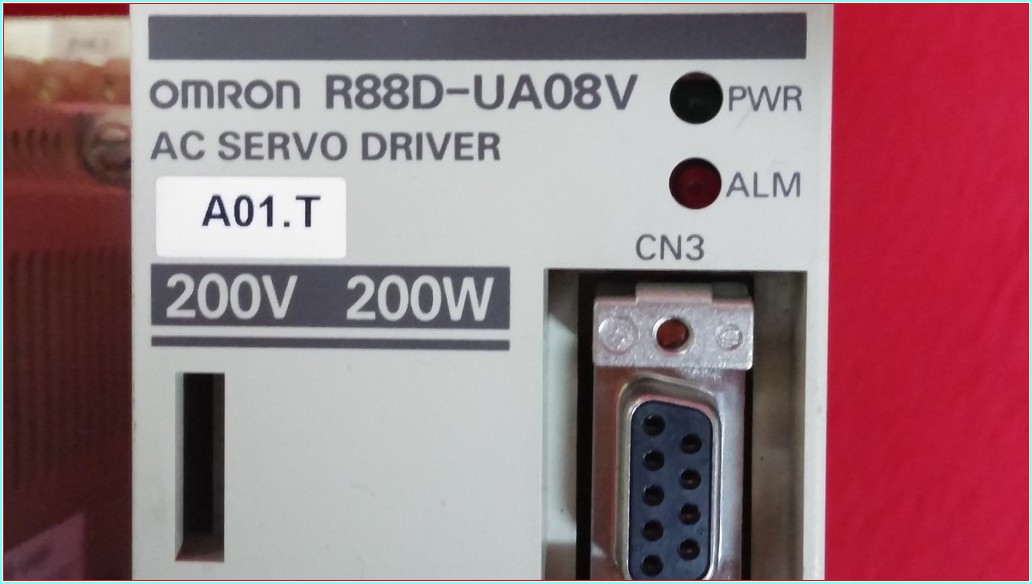 omron R88D-UA08V
PWR
AC SERVO DRIVER
ALM
A01.T
CN3
200V 200W